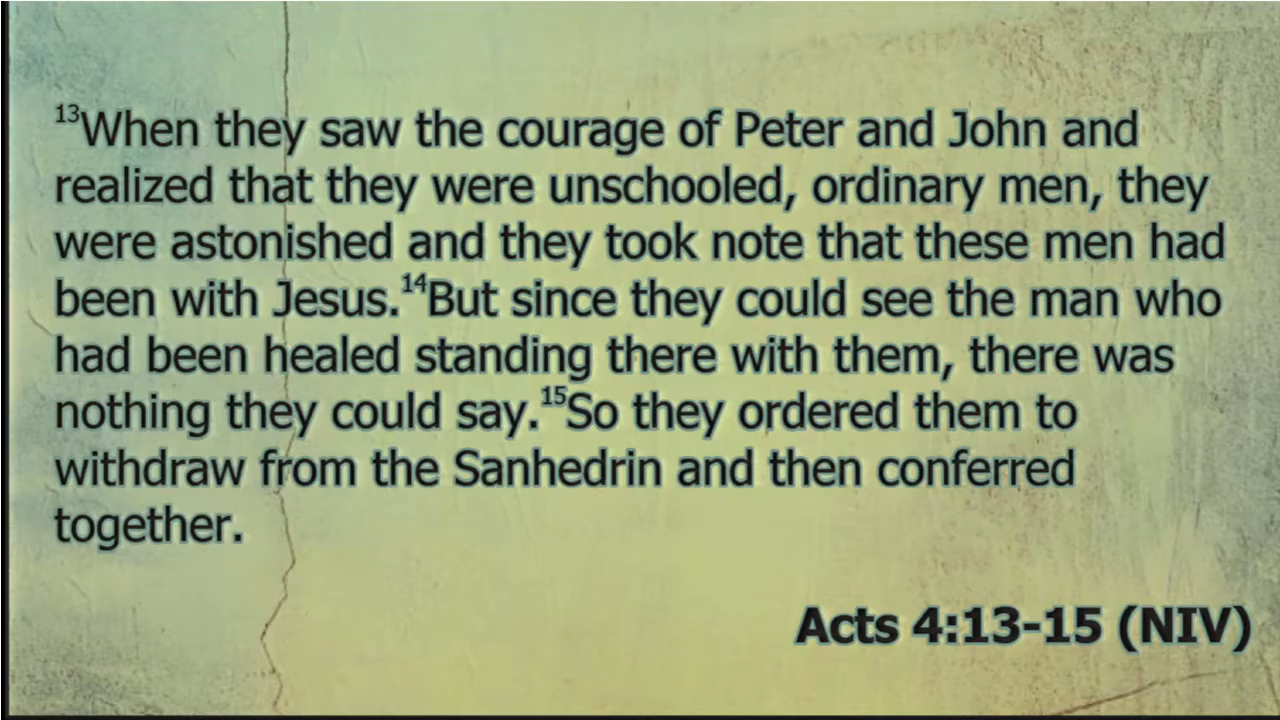 13When they saw the courage of Peter and John and
realized that they were unschooled, ordinary men, they
were astonished and they took note that these men had
been with Jesus.14But since they could see the man who
had been healed standing there with them, there was
nothing they could say.15So they ordered them to
withdraw from the Sanhedrin and then conferred
together.
Acts 4:13-15 (NIV)